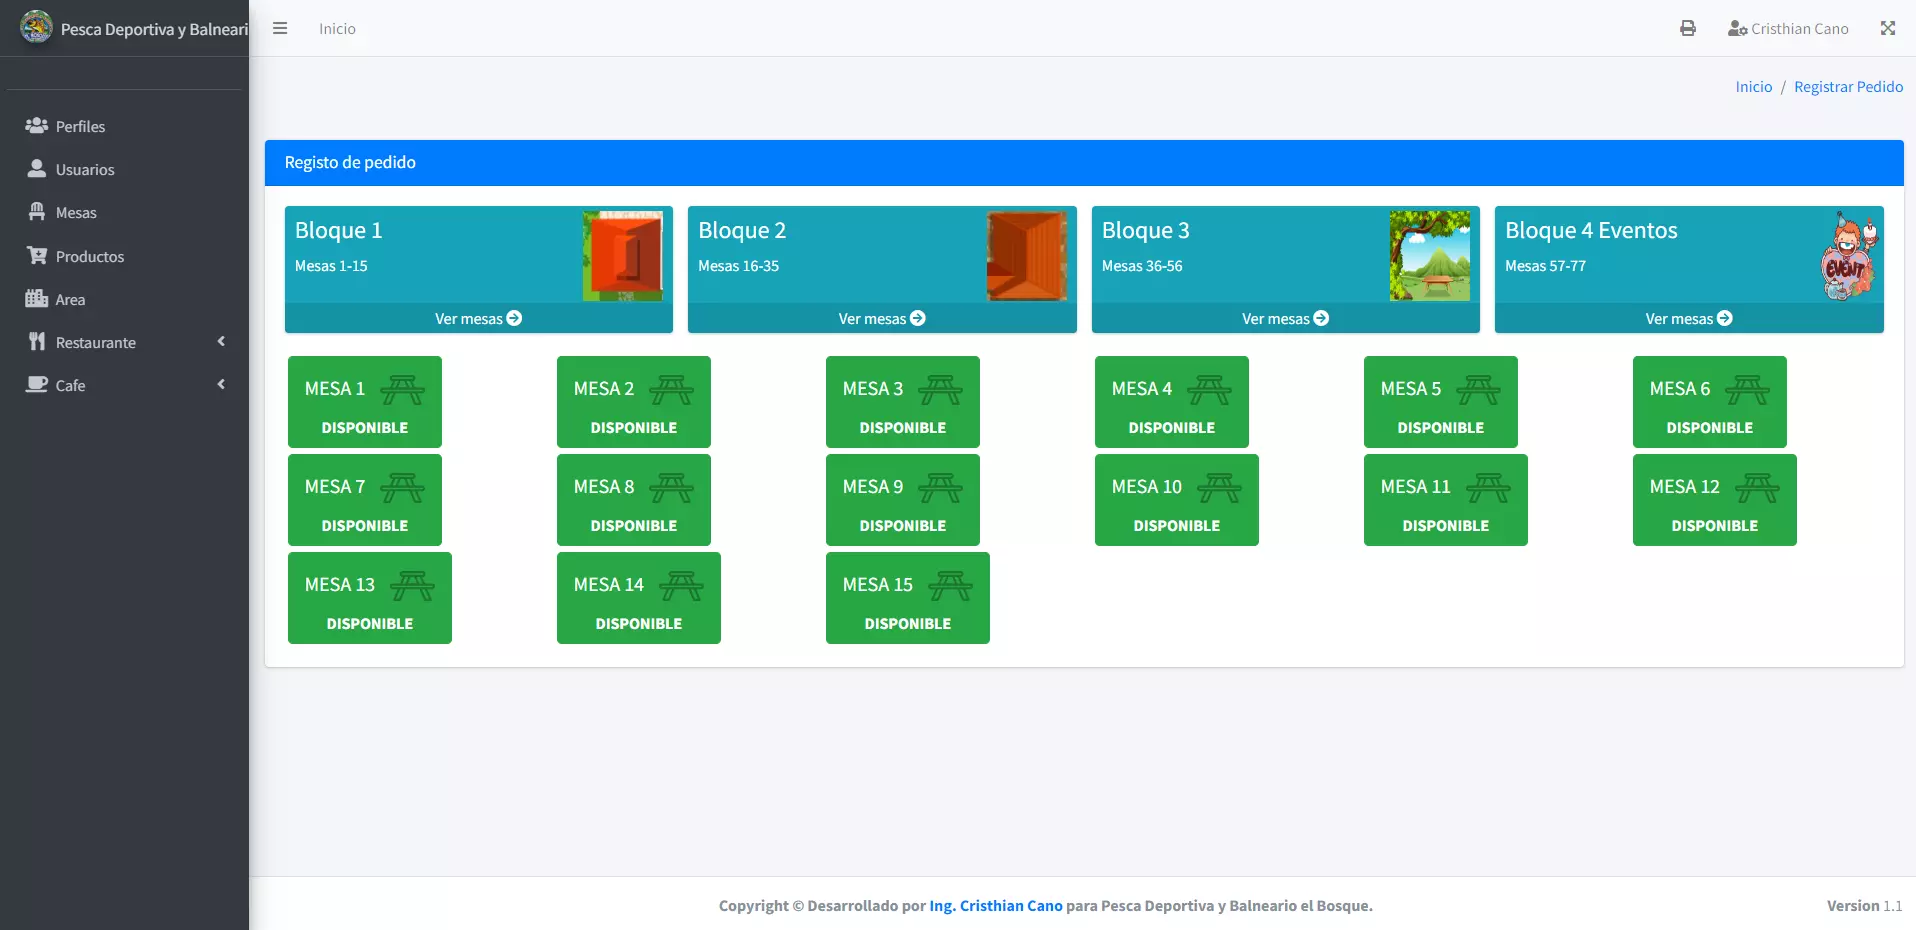 Pesca Deportiva y Balneari
Inicio
Cristhian Cano
Inicio / Registrar Pedido
Perfiles
Usuarios
Mesas
Productos
Area
Restaurante
Cafe
Registo de pedido
Bloque 1
Mesas 1-15
Ver mesas
Bloque 2
Mesas 16-35
Ver mesas
Bloque 3
Mesas 36-56
Ver mesas
Bloque 4 Eventos
Mesas 57-77
EVENT
Ver mesas
MESA 1
DISPONIBLE
MESA 2
DISPONIBLE
MESA 3
DISPONIBLE
MESA 4
DISPONIBLE
MESA 5
DISPONIBLE
MESA 6
DISPONIBLE
MESA 7
DISPONIBLE
MESA 8
DISPONIBLE
MESA 9
DISPONIBLE
MESA 10
DISPONIBLE
MESA 11
DISPONIBLE
MESA 12
DISPONIBLE
MESA 13
DISPONIBLE
MESA 14
DISPONIBLE
MESA 15
DISPONIBLE
Copyright © Desarrollado por Ing. Cristhian Cano para Pesca Deportiva y Balneario el Bosque.
Version 1.1